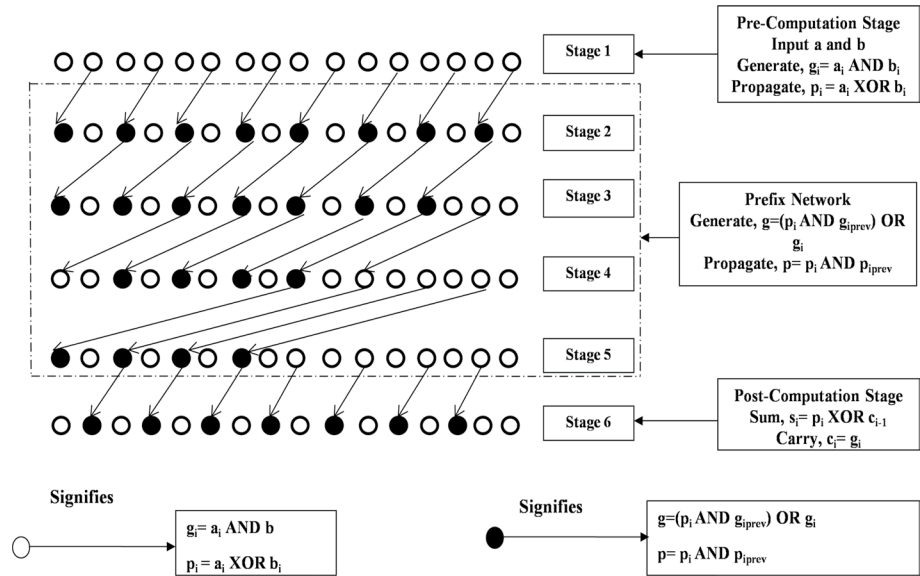 Stage 1
Pre-Computation Stage
Input a and b
Generate, gᵢ= aᵢ AND bᵢ
Propagate, pᵢ = aᵢ XOR bᵢ
Stage 2
Stage 3
Prefix Network
Generate, g=(pᵢ AND gᵢₚᵣₑᵥ) OR
gᵢ
Propagate, p= pᵢ AND pᵢₚᵣₑᵥ
Stage 4
Stage 5
Stage 6
Post-Computation Stage
Sum, sᵢ= pᵢ XOR cᵢ₋₁
Carry, cᵢ= gᵢ
Signifies
gᵢ= aᵢ AND b
pᵢ= aᵢ XOR bᵢ
Signifies
g=(pᵢ AND gᵢₚᵣₑᵥ) OR gᵢ
p= pᵢ AND pᵢₚᵣₑᵥ